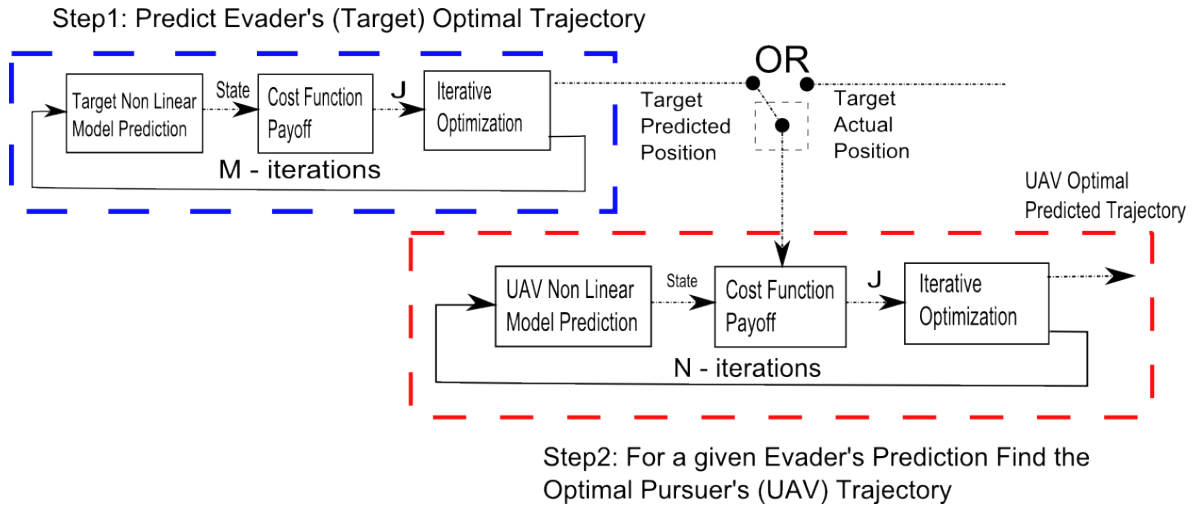 Step1: Predict Evader's (Target) Optimal Trajectory
Target Non Linear
Model Prediction
State
Cost Function
Payoff
J
Iterative
Optimization
M - iterations
OR
Target
Predicted
Position
Target
Actual
Position
UAV Optimal
Predicted Trajectory
UAV Non Linear
Model Prediction
State
Cost Function
Payoff
J
Iterative
Optimization
N - iterations
Step2: For a given Evader's Prediction Find the
Optimal Pursuer's (UAV) Trajectory